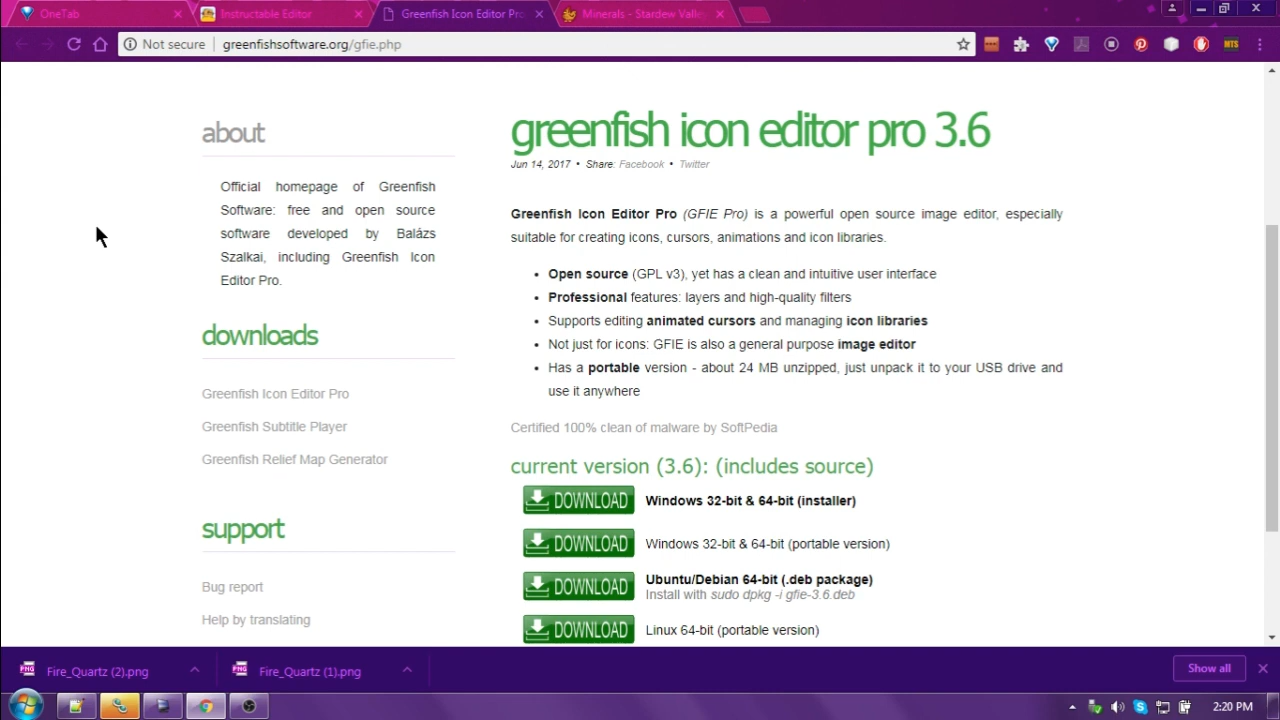 OneTab
Instructable Editor
Greenfish Icon Editor Pro
Minerals - Stardew Valley
Not secure
greenfishsoftware.org/gfie.php
MTS
about
Official homepage of Greenfish
Software: free and open source
software developed by Balázs
Szalkai, including Greenfish Icon
Editor Pro.
downloads
Greenfish Icon Editor Pro
Greenfish Subtitle Player
Greenfish Relief Map Generator
support
Bug report
Help by translating
greenfish icon editor pro 3.6
Jun 14, 2017 • Share: Facebook • Twitter
Greenfish Icon Editor Pro (GFIE Pro) is a powerful open source image editor, especially
suitable for creating icons, cursors, animations and icon libraries.
• Open source (GPL v3), yet has a clean and intuitive user interface
• Professional features: layers and high-quality filters
• Supports editing animated cursors and managing icon libraries
• Not just for icons: GFIE is also a general purpose image editor
• Has a portable version - about 24 MB unzipped, just unpack it to your USB drive and
use it anywhere
Certified 100% clean of malware by SoftPedia
current version (3.6): (includes source)
DOWNLOAD Windows 32-bit & 64-bit (installer)
DOWNLOAD Windows 32-bit & 64-bit (portable version)
DOWNLOAD Ubuntu/Debian 64-bit (.deb package)
Install with sudo dpkg -i gfie-3.6.deb
DOWNLOAD Linux 64-bit (portable version)
PNG Fire_Quartz (2).png
PNG Fire_Quartz (1).png
Show all
2:20 PM